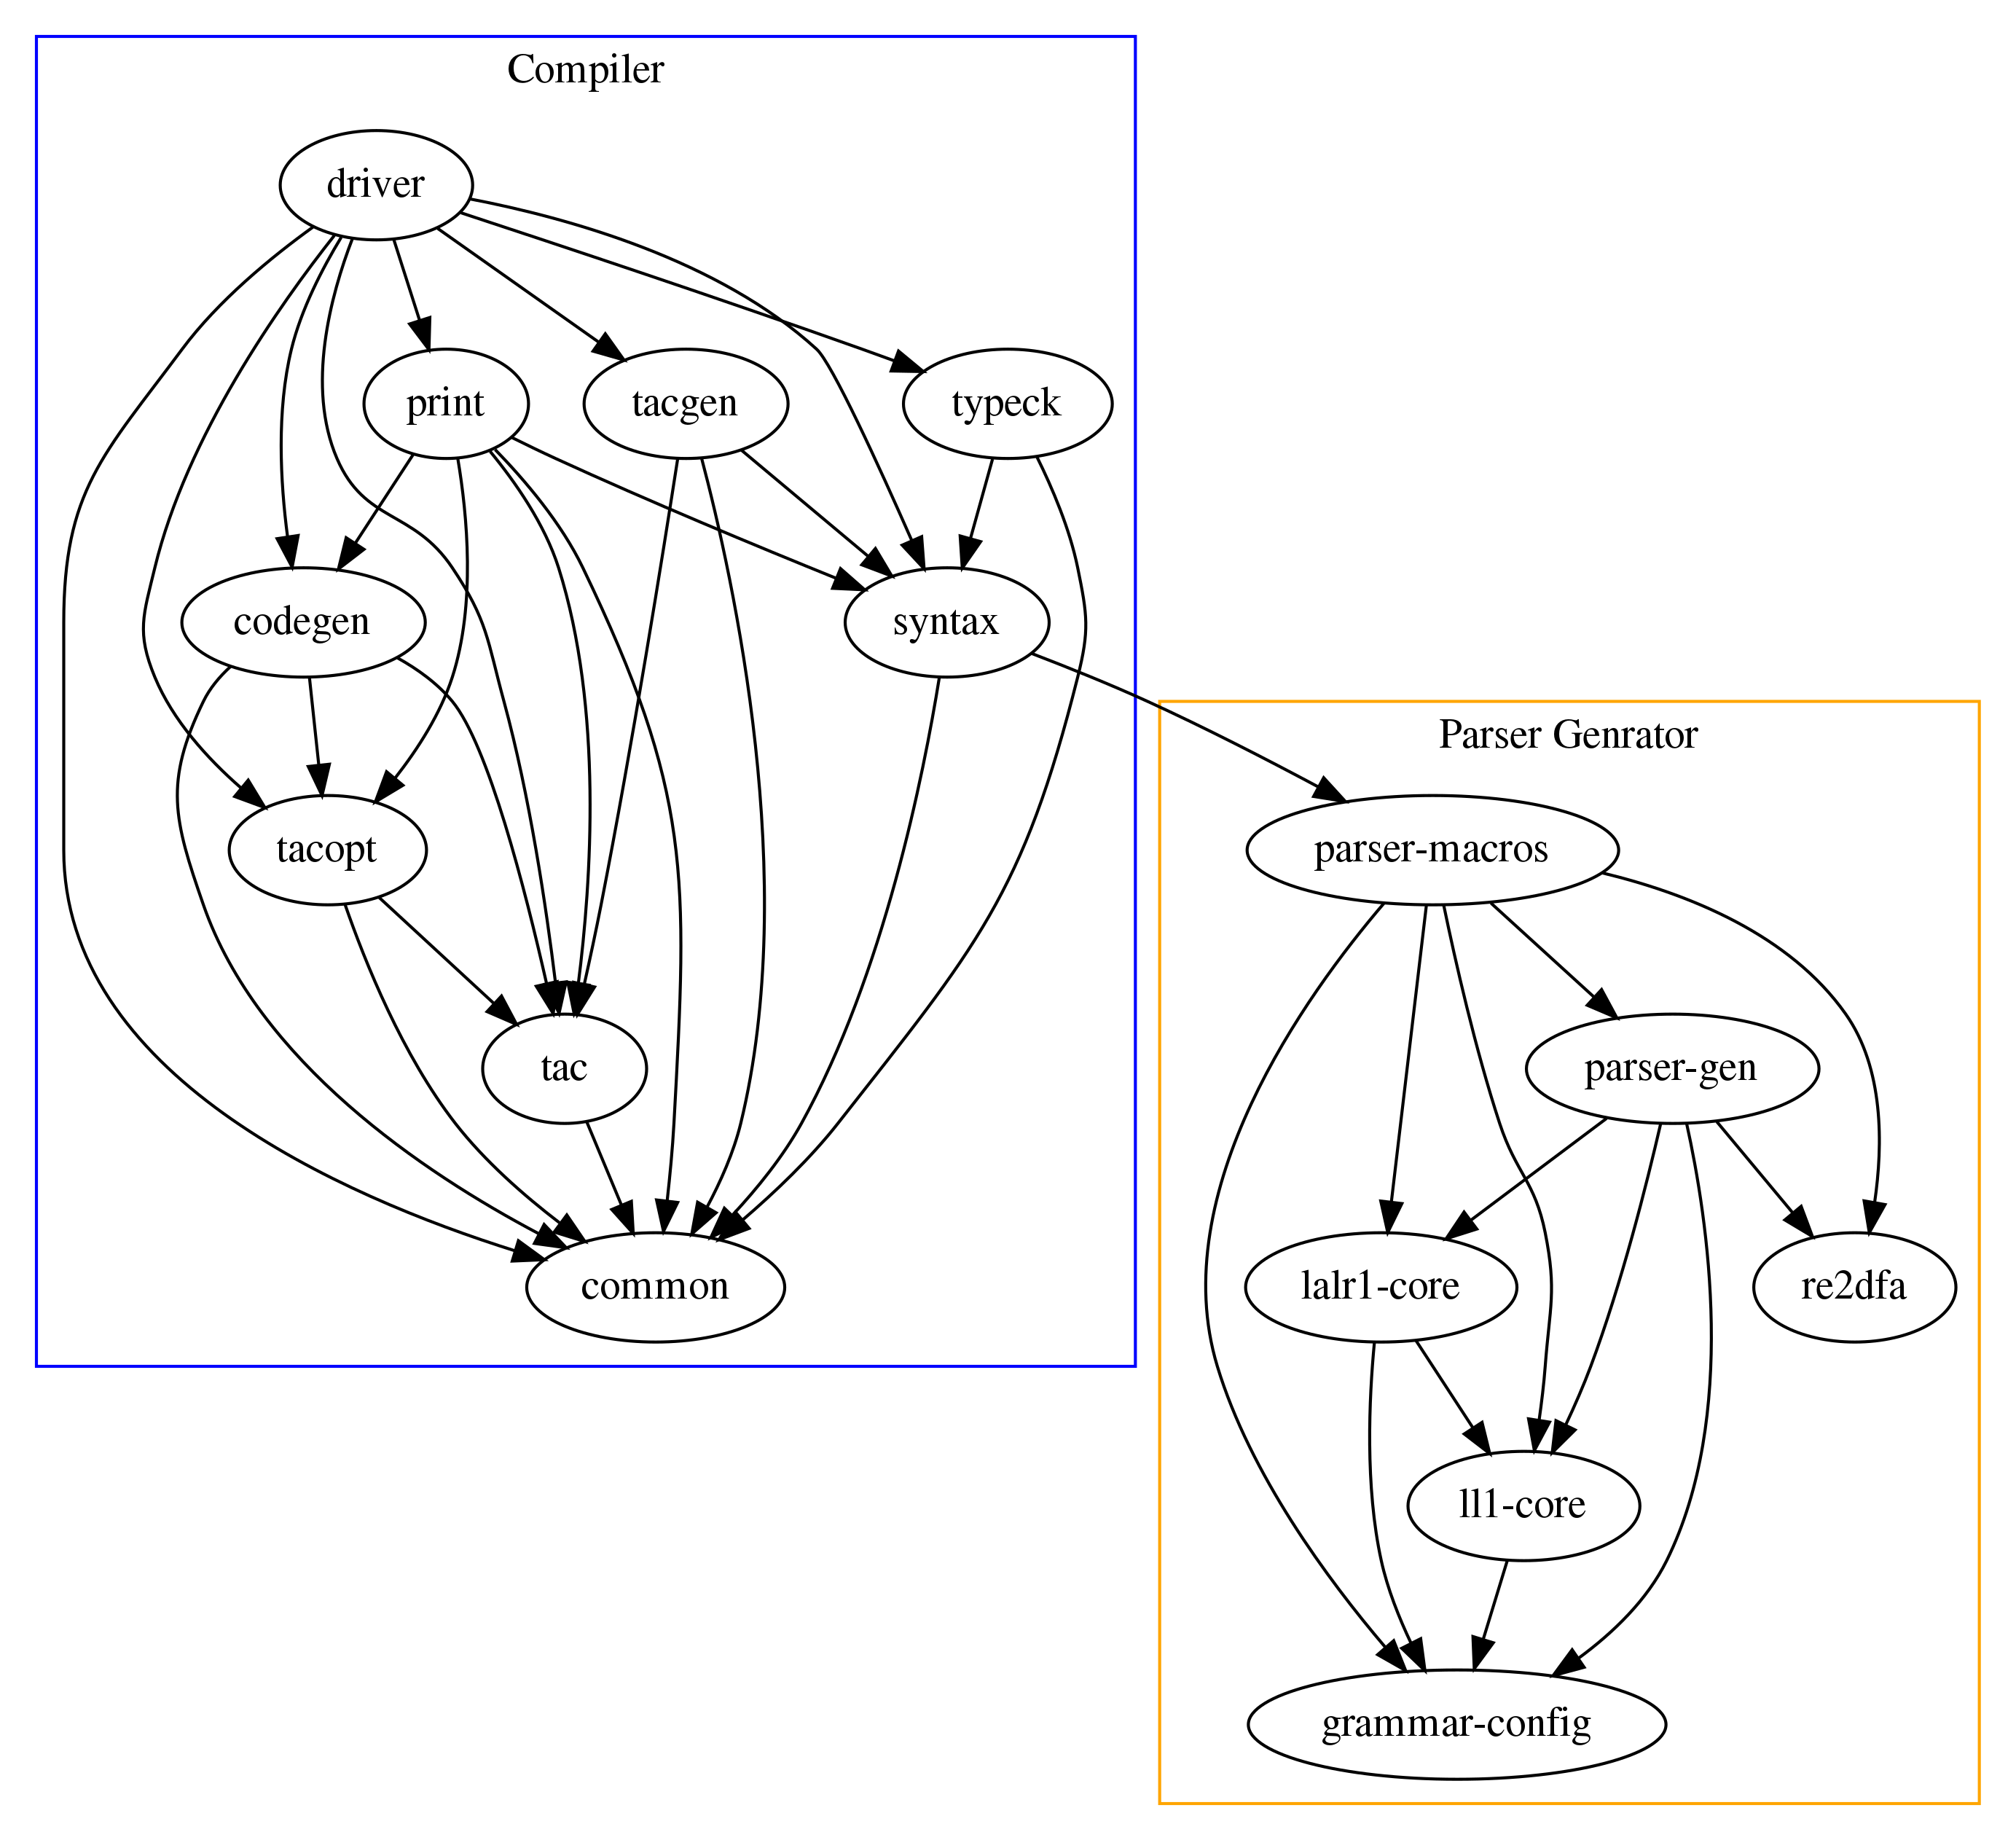 Compiler
driver
print
tacgen
typeck
codegen
syntax
tacopt
tac
common
Parser Genrator
parser-macros
parser-gen
lalr1-core
re2dfa
ll1-core
grammar-config